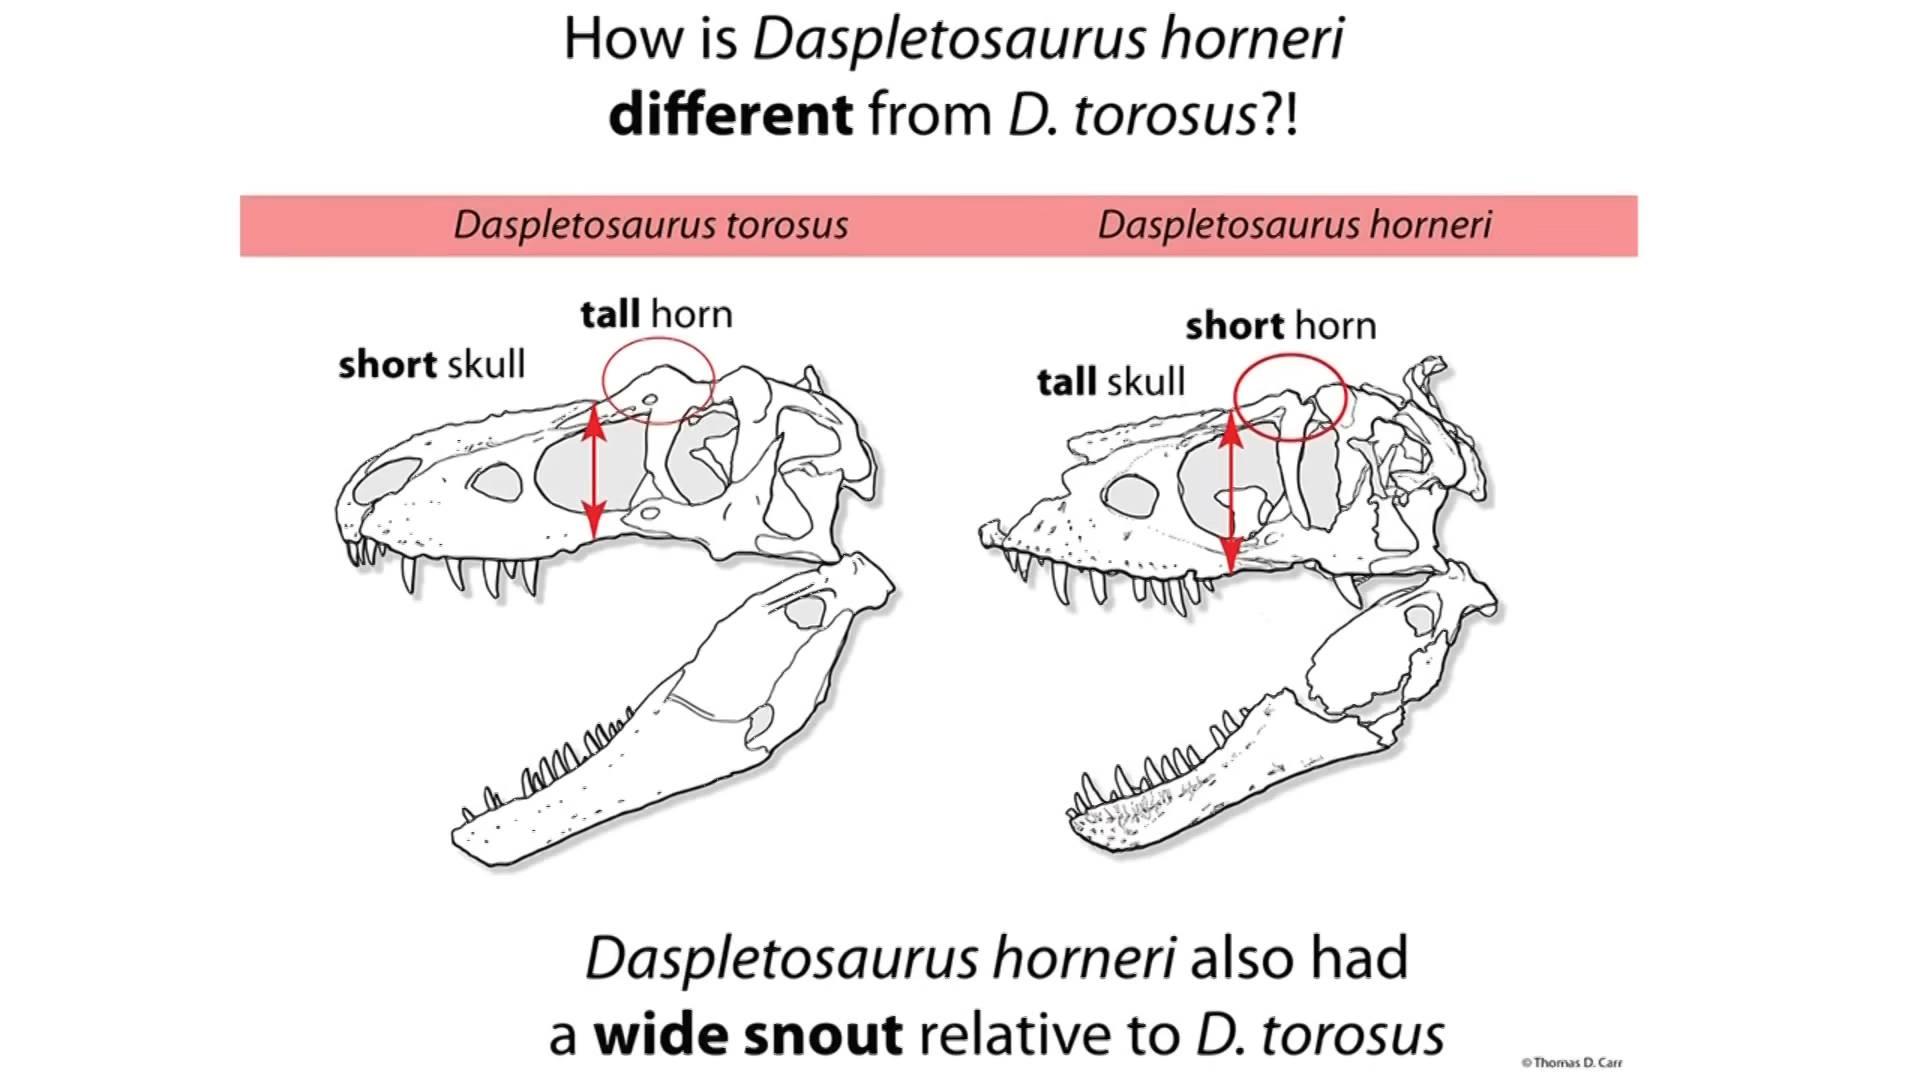 How is Daspletosaurus horneri
different from D. torosus?!
Daspletosaurus torosus
Daspletosaurus horneri
tall horn
short skull
short horn
tall skull
Daspletosaurus horneri also had
a wide snout relative to D. torosus
© Thomas D. Carr